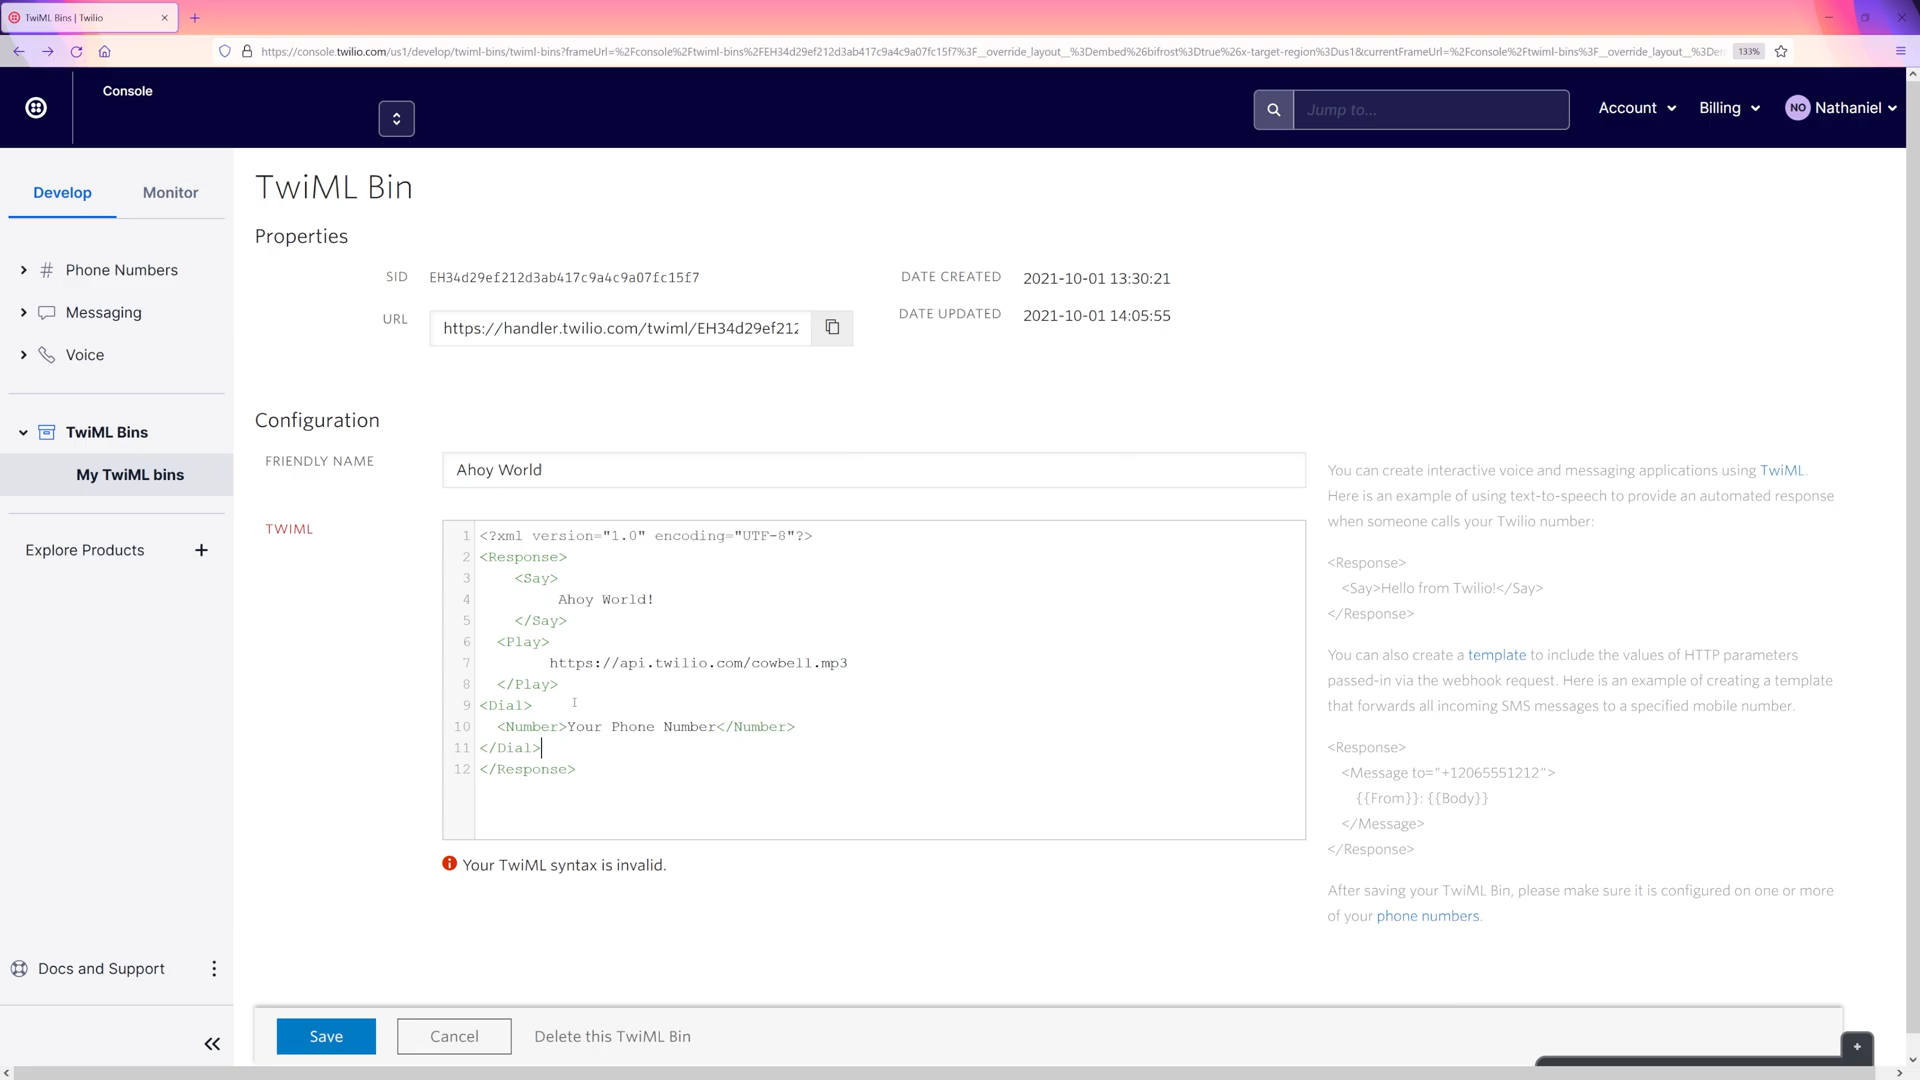 TwiML Bins | Twilio
https://console.twilio.com/us1/develop/twiml-bins/twiml-bins?frameUrl=%2Fconsole%2Ftwiml-bins%2FEH34d29ef212d3ab417c9a4c9a07fc15f7%3F__override_layout__%3Dembed%26bifrost%3Dtrue%26x-target-region%3Dus1&currentFrameUrl=%2Fconsole%2Ftwiml-bins%3F__override_layout__%3Der
133%
Console
Jump to...
Account
Billing
NO Nathaniel
Develop
Monitor
Phone Numbers
Messaging
Voice
TwiML Bins
My TwiML bins
Explore Products +
Docs and Support
TwiML Bin
Properties
SID EH34d29ef212d3ab417c9a4c9a07fc15f7
DATE CREATED 2021-10-01 13:30:21
URL https://handler.twilio.com/twiml/EH34d29ef212
DATE UPDATED 2021-10-01 14:05:55
Configuration
FRIENDLY NAME Ahoy World
TWIML
1 <?xml version="1.0" encoding="UTF-8"?>
2 <Response>
3 <Say>
4 Ahoy World!
5 </Say>
6 <Play>
7 https://api.twilio.com/cowbell.mp3
8 </Play>
9 <Dial>
10 <Number>Your Phone Number</Number>
11 </Dial>
12 </Response>
Your TwiML syntax is invalid.
You can create interactive voice and messaging applications using TwiML.
Here is an example of using text-to-speech to provide an automated response
when someone calls your Twilio number:
<Response>
<Say>Hello from Twilio!</Say>
</Response>
You can also create a template to include the values of HTTP parameters
passed-in via the webhook request. Here is an example of creating a template
that forwards all incoming SMS messages to a specified mobile number.
<Response>
<Message to="+12065551212">
{{From}}: {{Body}}
</Message>
</Response>
After saving your TwiML Bin, please make sure it is configured on one or more
of your phone numbers.
Save
Cancel
Delete this TwiML Bin